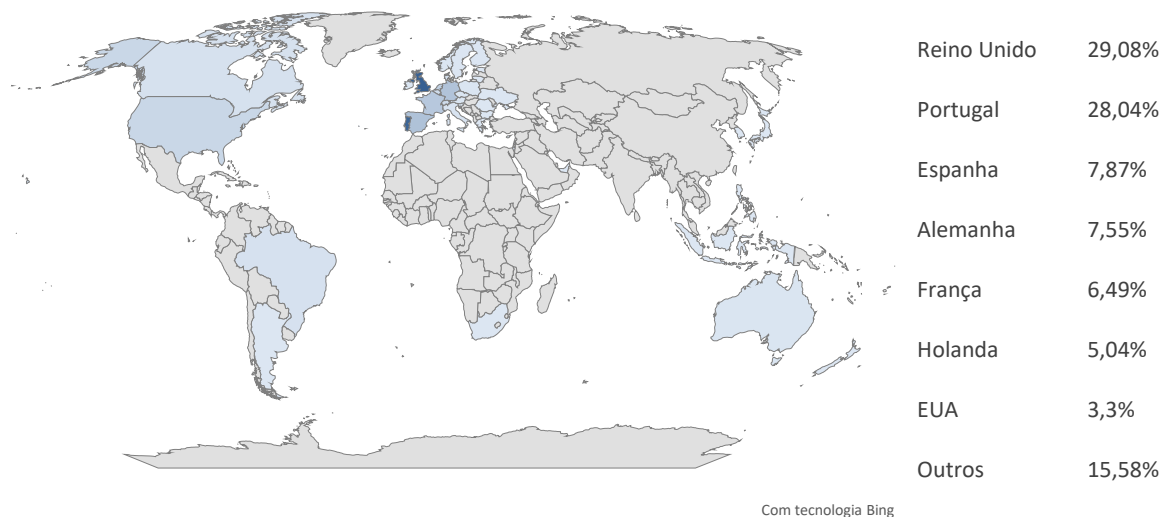 Reino Unido 29,08%
Portugal 28,04%
Espanha 7,87%
Alemanha 7,55%
França 6,49%
Holanda 5,04%
EUA 3,3%
Outros 15,58%
Com tecnologia Bing